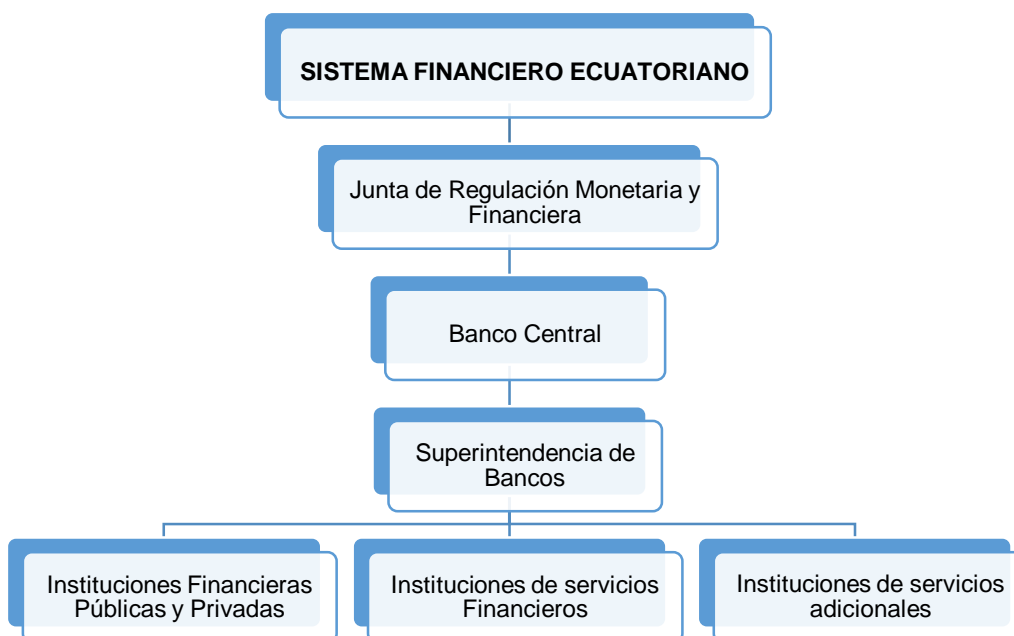 SISTEMA FINANCIERO ECUATORIANO
Junta de Regulación Monetaria y
Financiera
Banco Central
Superintendencia de
Bancos
Instituciones Financieras
Públicas y Privadas
Instituciones de servicios
Financieros
Instituciones de servicios
adicionales